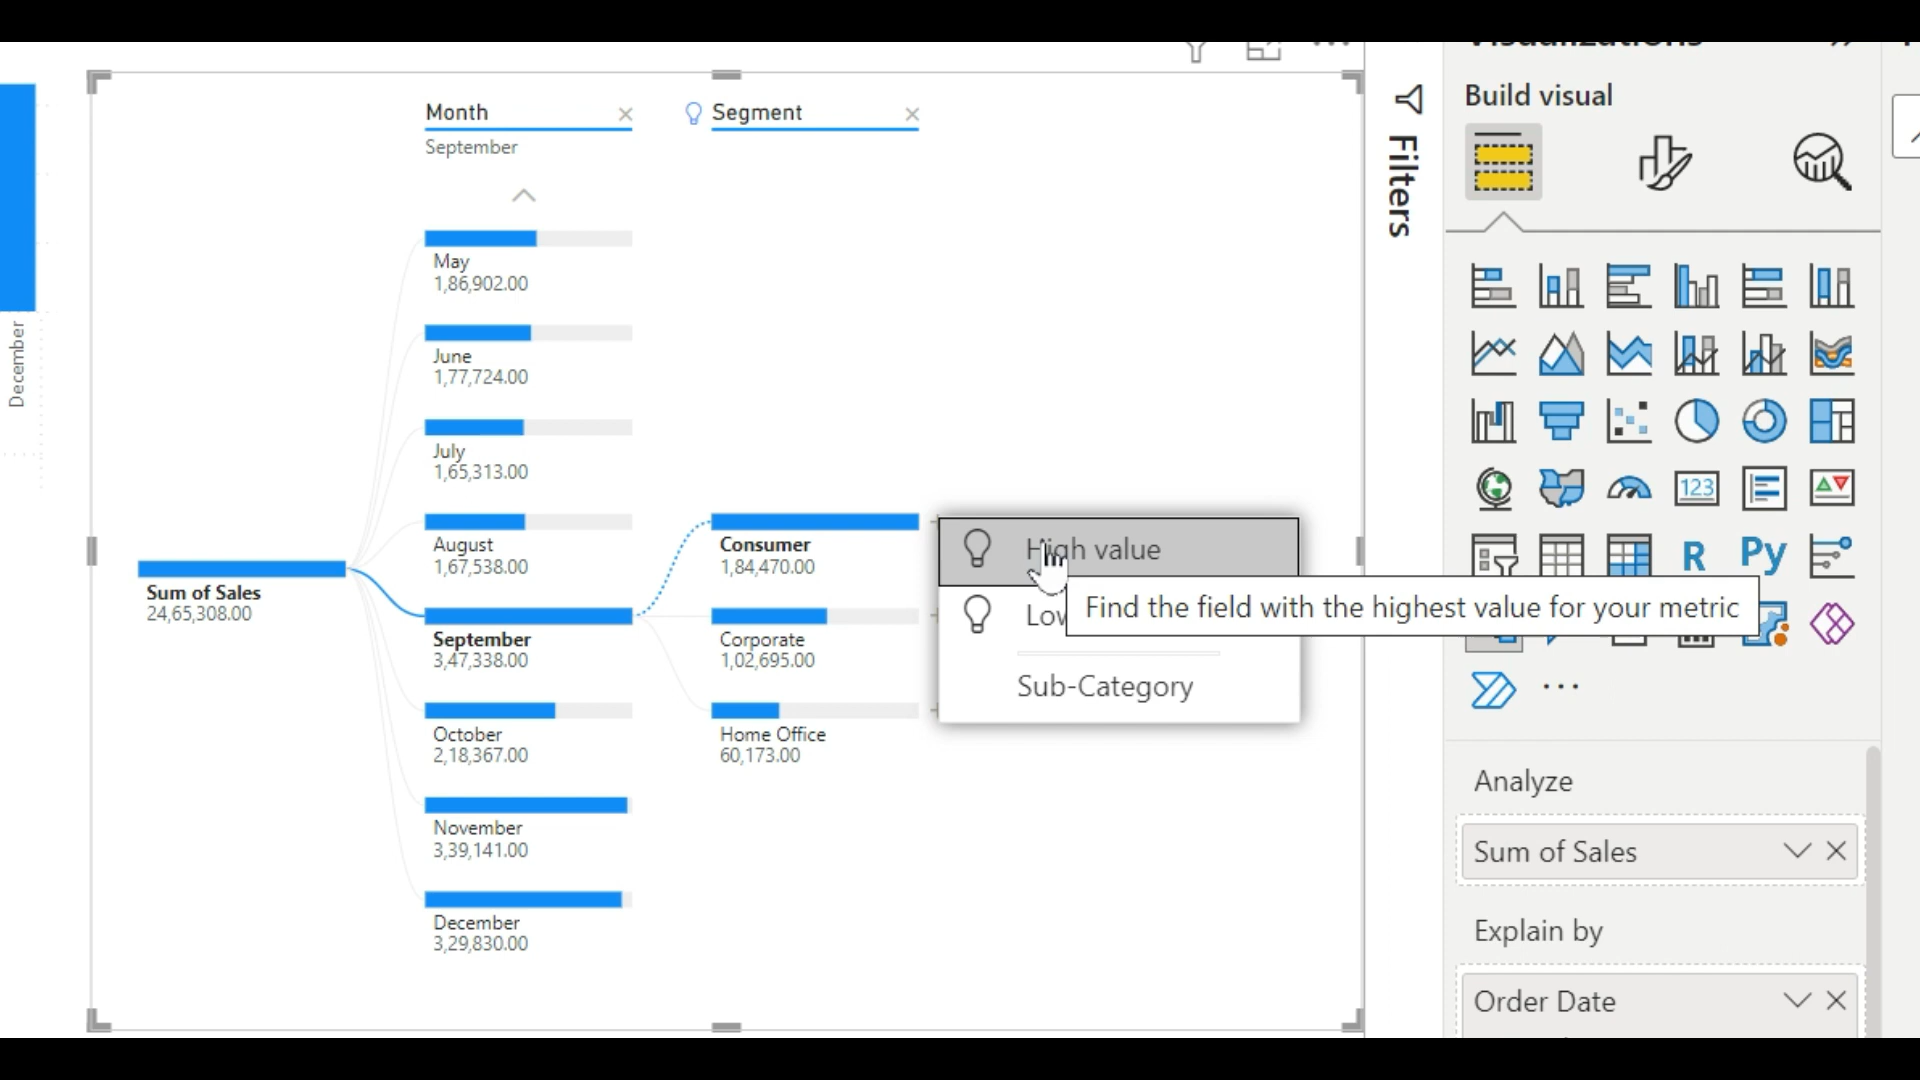 Visualizations
Build visual
Filters
December
Month
September
Segment
May
1,86,902.00
June
1,77,724.00
July
1,65,313.00
August
1,67,538.00
September
3,47,338.00
October
2,18,367.00
November
3,39,141.00
December
3,29,830.00
Sum of Sales
24,65,308.00
Consumer
1,84,470.00
Corporate
1,02,695.00
Home Office
60,173.00
High value
Find the field with the highest value for your metric
Sub-Category
123
R
Py
Analyze
Sum of Sales
Explain by
Order Date